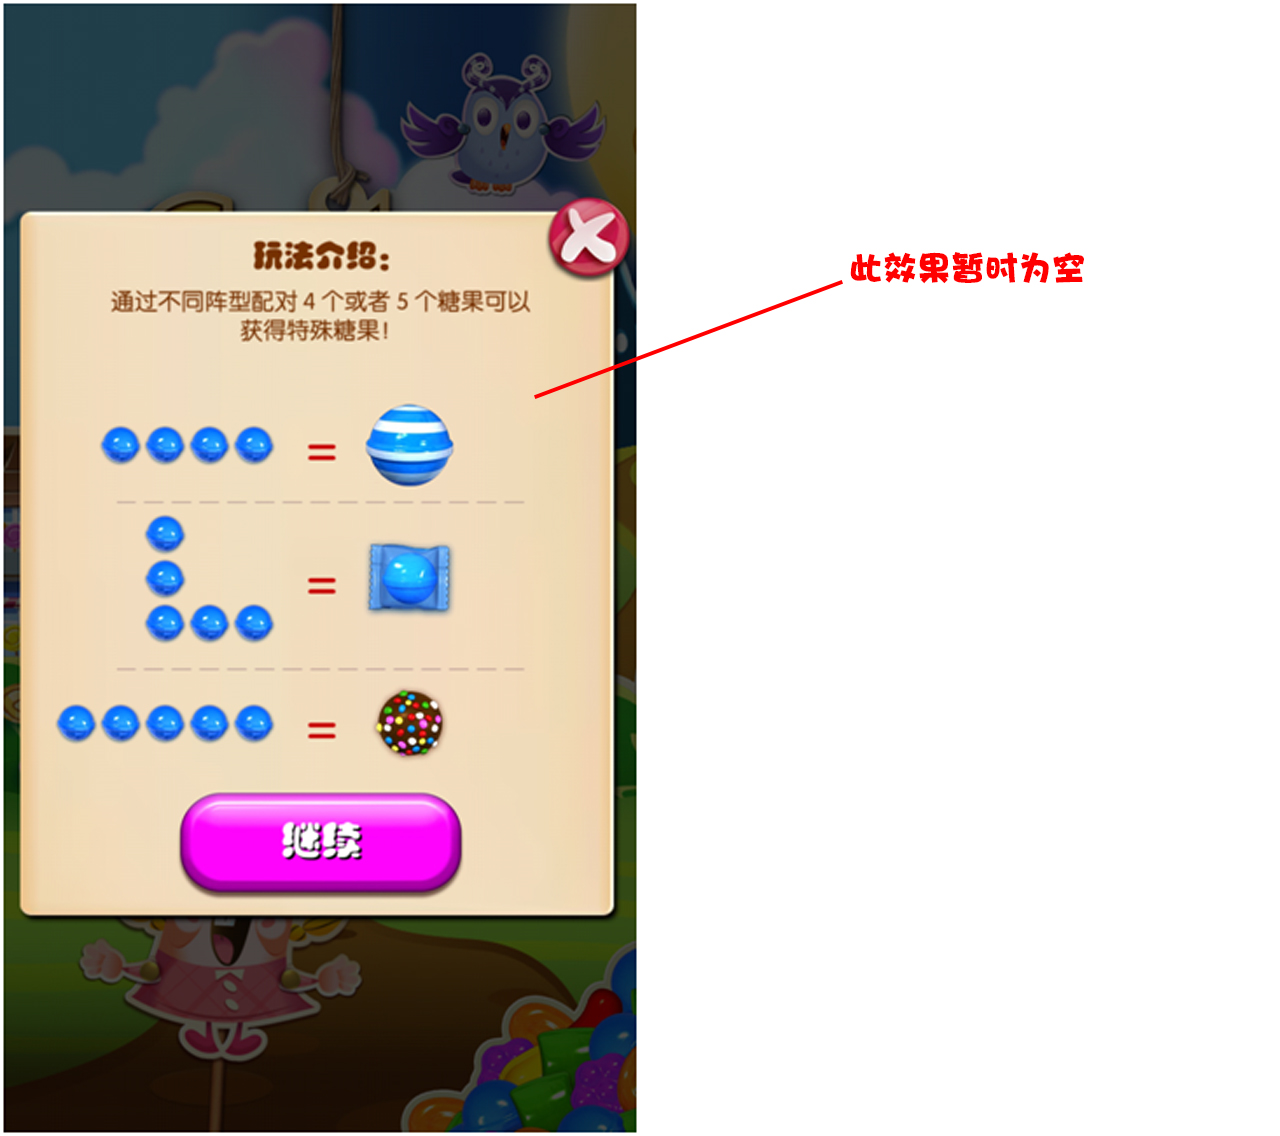 玩法介绍：
通过不同阵型配对 4 个或者 5 个糖果可以
获得特殊糖果！
此效果暂时为空
=
=
=
继续